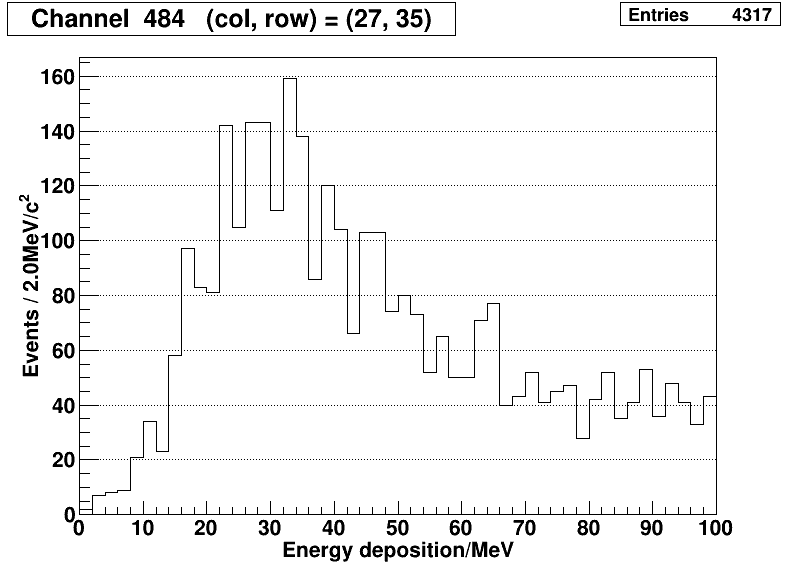 Channel 484 (col, row) = (27, 35)
Entries 4317
Events / 2.0MeV/c²
160
140
120
100
80
60
40
20
0
0 10 20 30 40 50 60 70 80 90 100
Energy deposition/MeV